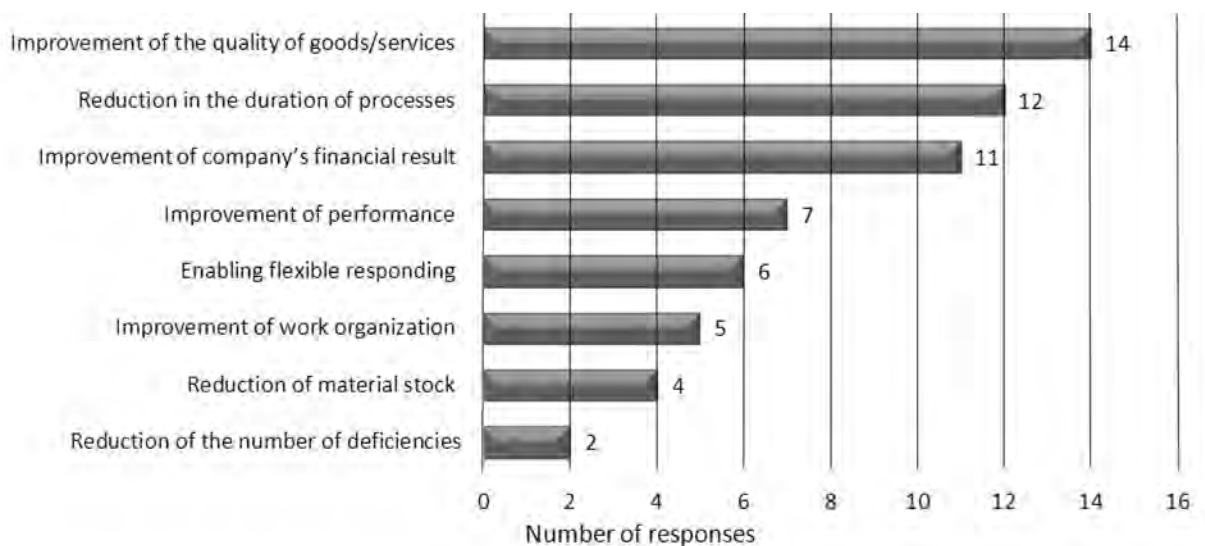 Improvement of the quality of goods/services 14
Reduction in the duration of processes 12
Improvement of company's financial result 11
Improvement of performance 7
Enabling flexible responding 6
Improvement of work organization 5
Reduction of material stock 4
Reduction of the number of deficiencies 2
0 2 4 6 8 10 12 14 16
Number of responses